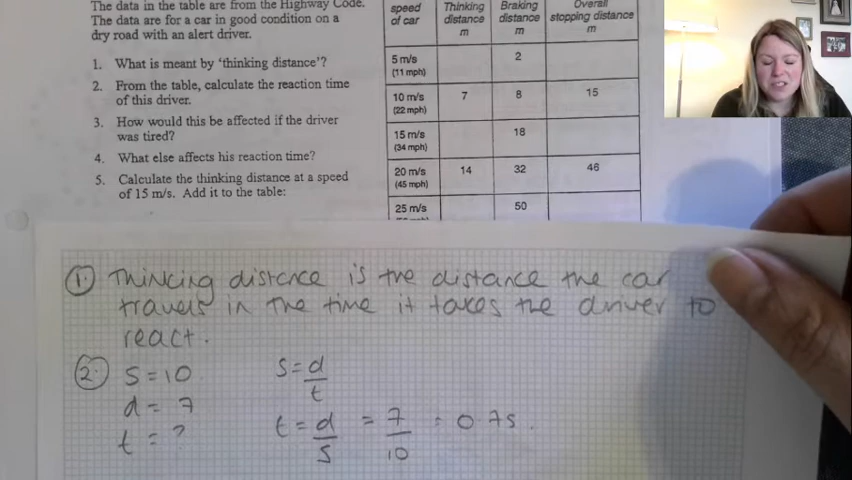 The data in the table are from the Highway Code.
The data are for a car in good condition on a
dry road with an alert driver.
1. What is meant by 'thinking distance'?
2. From the table, calculate the reaction time
of this driver.
3. How would this be affected if the driver
was tired?
4. What else affects his reaction time?
5. Calculate the thinking distance at a speed
of 15 m/s. Add it to the table:
speed of car Thinking distance m Braking distance m Overall stopping distance m
5 m/s (11 mph) 2
10 m/s (22 mph) 7 8 15
15 m/s (34 mph) 18
20 m/s (45 mph) 14 32 46
25 m/s 50
1. Thinking distance is the distance the car
travels in the time it takes the driver to
react.
2. s = 10 s = d/t
d = 7
t = ? t = d/s = 7/10 = 0.7s.